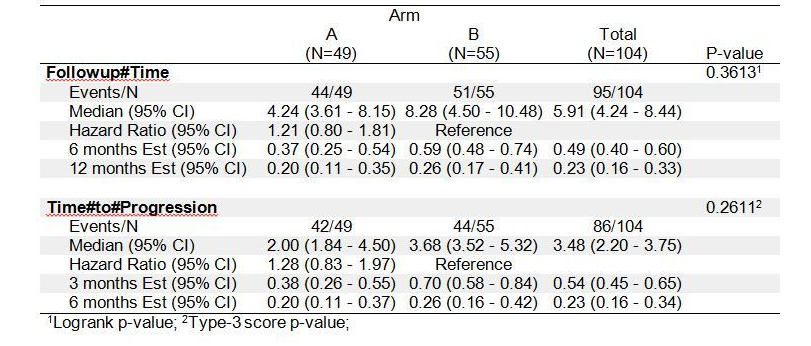 Arm
A B Total
(N=49) (N=55) (N=104) P-value
Followup#Time 0.3613¹
Events/N 44/49 51/55 95/104
Median (95% CI) 4.24 (3.61 - 8.15) 8.28 (4.50 - 10.48) 5.91 (4.24 - 8.44)
Hazard Ratio (95% CI) 1.21 (0.80 - 1.81) Reference
6 months Est (95% CI) 0.37 (0.25 - 0.54) 0.59 (0.48 - 0.74) 0.49 (0.40 - 0.60)
12 months Est (95% CI) 0.20 (0.11 - 0.35) 0.26 (0.17 - 0.41) 0.23 (0.16 - 0.33)
Time#to#Progression 0.2611²
Events/N 42/49 44/55 86/104
Median (95% CI) 2.00 (1.84 - 4.50) 3.68 (3.52 - 5.32) 3.48 (2.20 - 3.75)
Hazard Ratio (95% CI) 1.28 (0.83 - 1.97) Reference
3 months Est (95% CI) 0.38 (0.26 - 0.55) 0.70 (0.58 - 0.84) 0.54 (0.45 - 0.65)
6 months Est (95% CI) 0.20 (0.11 - 0.37) 0.26 (0.16 - 0.42) 0.23 (0.16 - 0.34)
¹Logrank p-value; ²Type-3 score p-value;